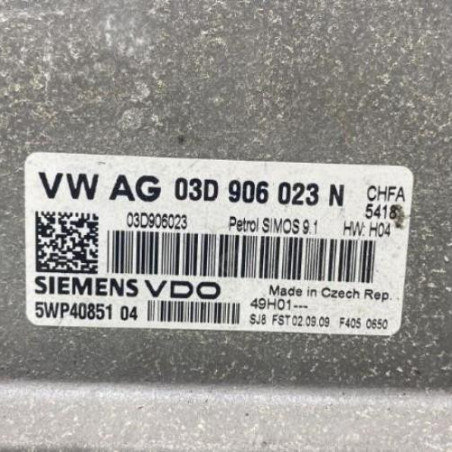 VW AG 03D 906 023 N CHFA
5418
03D906023 Petrol SIMOS 9.1 HW: H04
SIEMENS VDO Made in Czech Rep.
49H01---
5WP40851 04 SJ8 FST 02.09.09 F405 0650